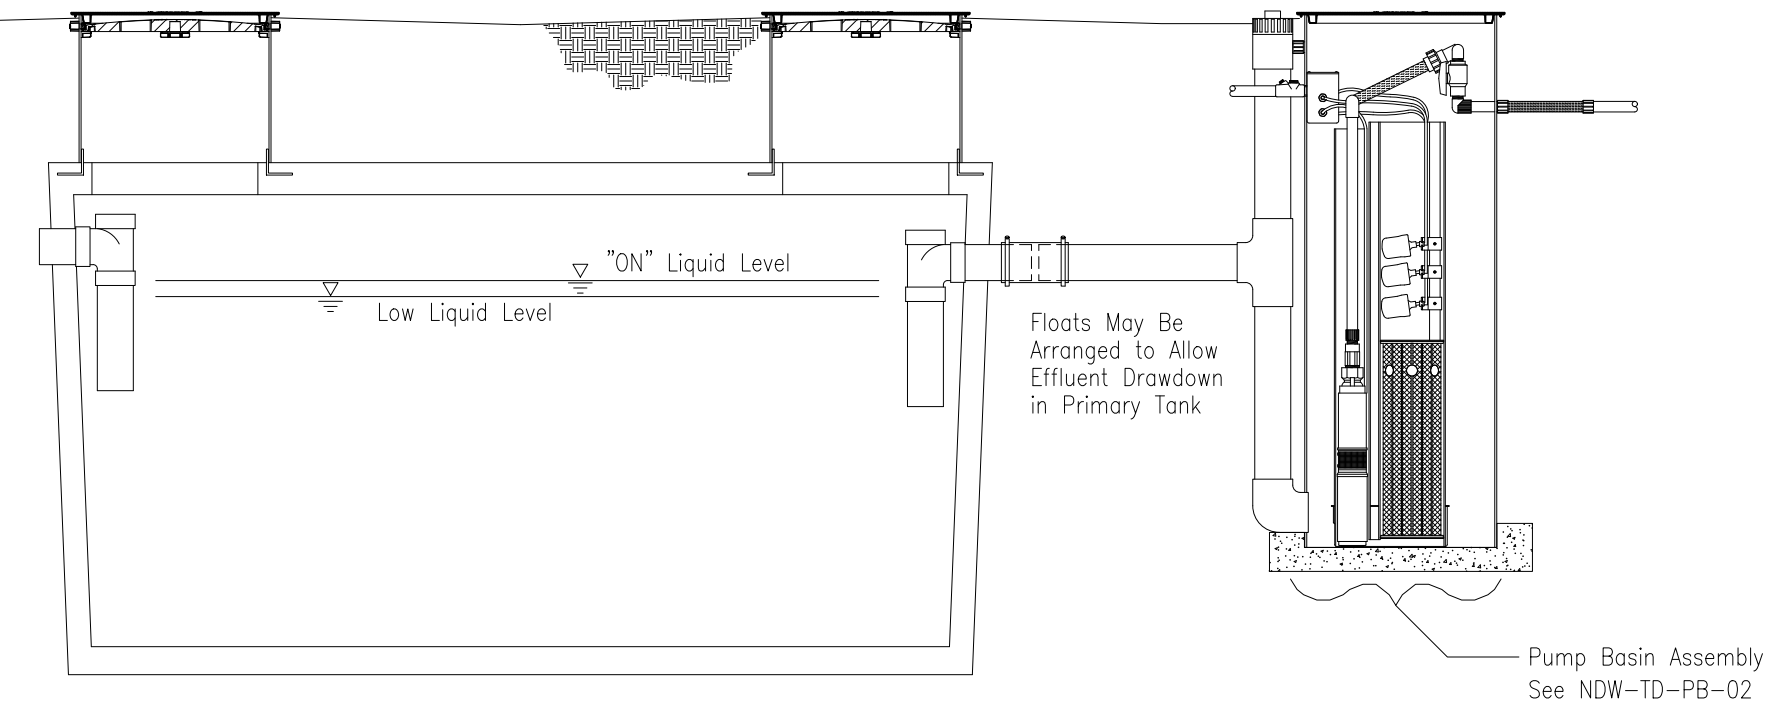 "ON" Liquid Level
Low Liquid Level
Floats May Be
Arranged to Allow
Effluent Drawdown
in Primary Tank
Pump Basin Assembly
See NDW-TD-PB-02